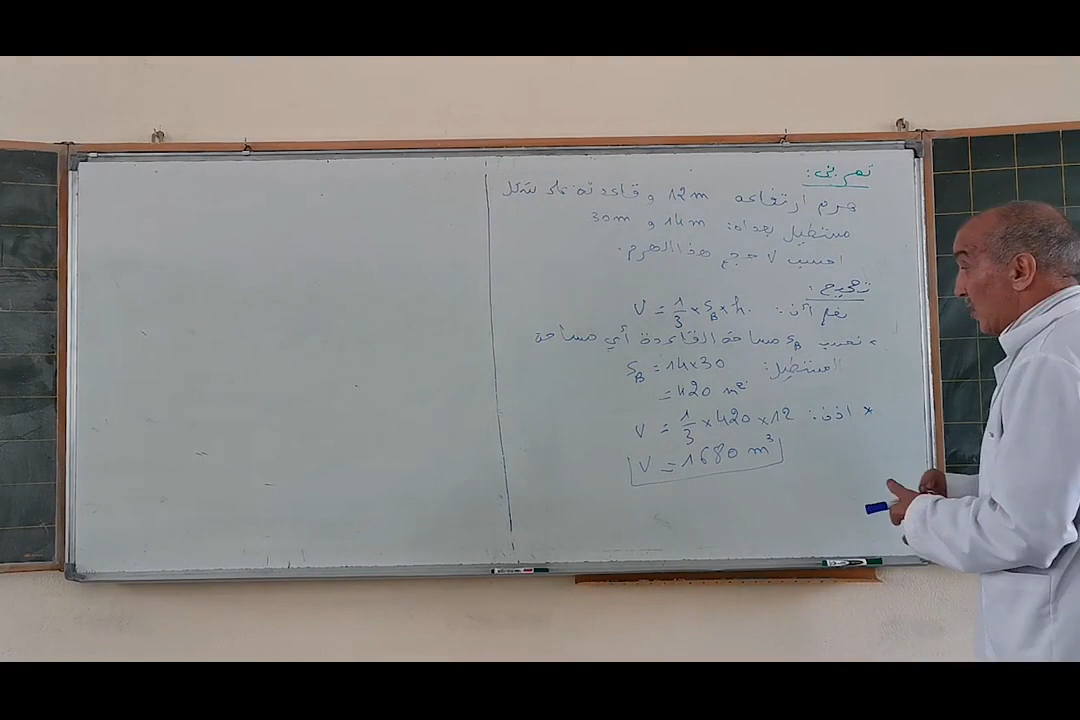 تمرين:
هرم ارتفاعه 12m و قاعدته على شكل
مستطيل بعداه: 14m و 30m
احسب V حجم هذا الهرم.
تصحيح:
نعلم أن: V = 1/3 × S_B × h.
• نحسب S_B مساحة القاعدة أي مساحة
المستطيل: S_B = 14×30
= 420 m²
* اذن: V = 1/3 × 420 × 12
V = 1680 m³